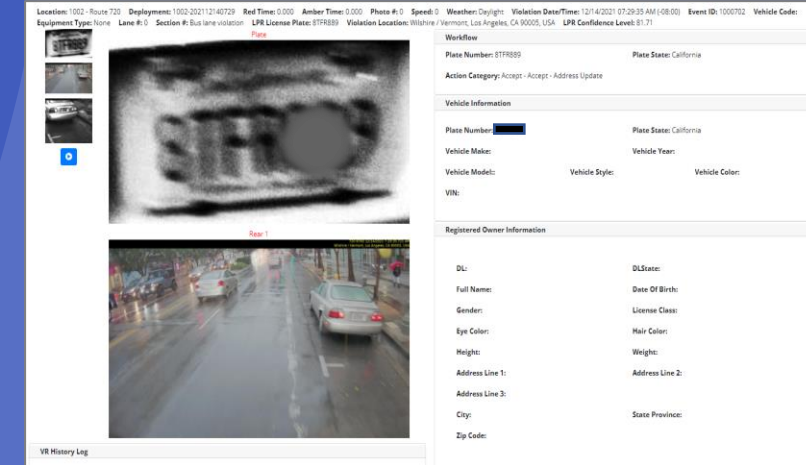 Location: 1002 - Route 720 Deployment: 1002-202112140729 Red Time: 0.000 Amber Time: 0.000 Photo #: 0 Speed: 0 Weather: Daylight Violation Date/Time: 12/14/2021 07:29:35 AM (-08:00) Event ID: 1000702 Vehicle Code:
Equipment Type: None Lane #: 0 Section #: Bus lane violation LPR License Plate: 8TFR889 Violation Location: Wilshire / Vermont, Los Angeles, CA 90005, USA LPR Confidence Level: 81.71
Plate
Rear 1
VR History Log
Workflow
Plate Number: 8TFR889 Plate State: California
Action Category: Accept - Accept - Address Update
Vehicle Information
Plate Number: Plate State: California
Vehicle Make: Vehicle Year:
Vehicle Model:: Vehicle Style: Vehicle Color:
VIN:
Registered Owner Information
DL: DLState:
Full Name: Date Of Birth:
Gender: License Class:
Eye Color: Hair Color:
Height: Weight:
Address Line 1: Address Line 2:
Address Line 3:
City: State Province:
Zip Code: